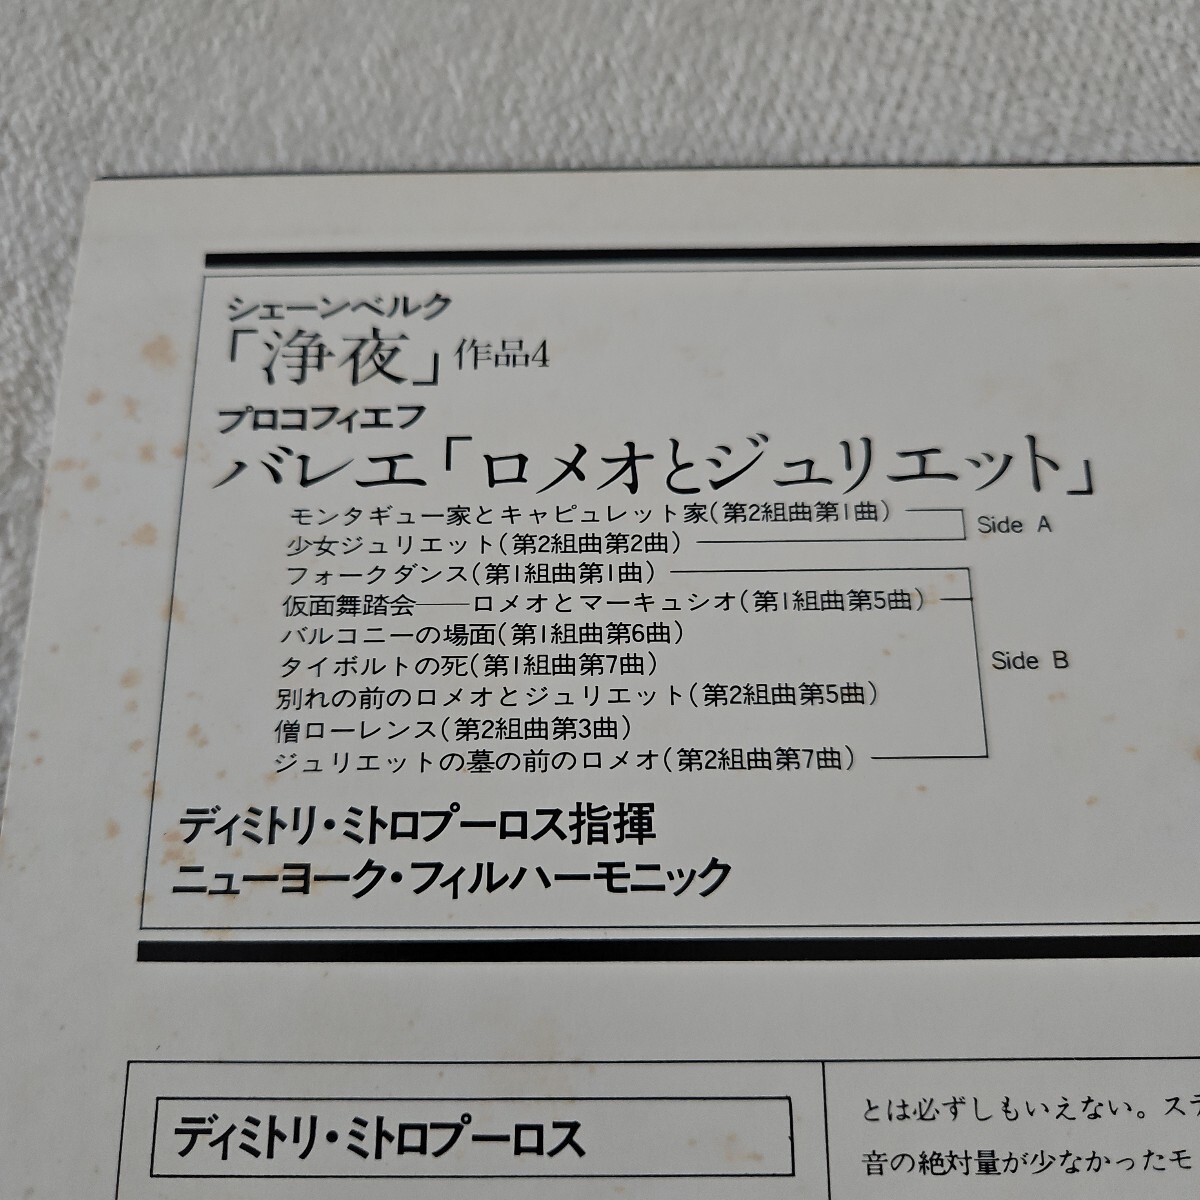 シェーンベルク
「浄夜」作品4
プロコフィエフ
バレエ「ロメオとジュリエット」
モンタギュー家とキャピュレット家(第2組曲第1曲)
少女ジュリエット(第2組曲第2曲)
Side A
フォークダンス(第1組曲第1曲)
仮面舞踏会──ロメオとマーキュシオ(第1組曲第5曲)
バルコニーの場面(第1組曲第6曲)
タイボルトの死(第1組曲第7曲)
Side B
別れの前のロメオとジュリエット(第2組曲第5曲)
僧ローレンス(第2組曲第3曲)
ジュリエットの墓の前のロメオ(第2組曲第7曲)
ディミトリ・ミトロプーロス指揮
ニューヨーク・フィルハーモニック
ディミトリ・ミトロプーロス
とは必ずしもいえない。ステ
音の絶対量が少なかったモ